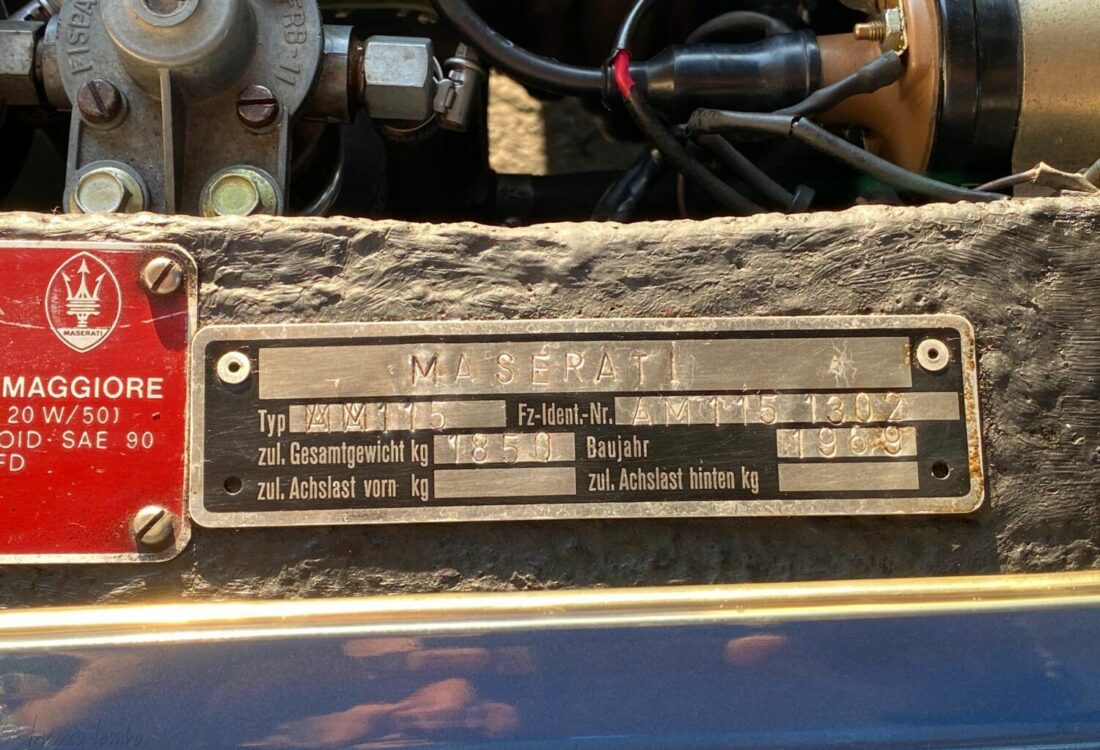 FISPA
FRB-11
MASERATI
MAGGIORE
20 W/50)
OID SAE 90
FD
MASERATI
Typ AM115 Fz-Ident.-Nr. AM115 1302
zul. Gesamtgewicht kg 1850 Baujahr 1969
zul. Achslast vorn kg zul. Achslast hinten kg